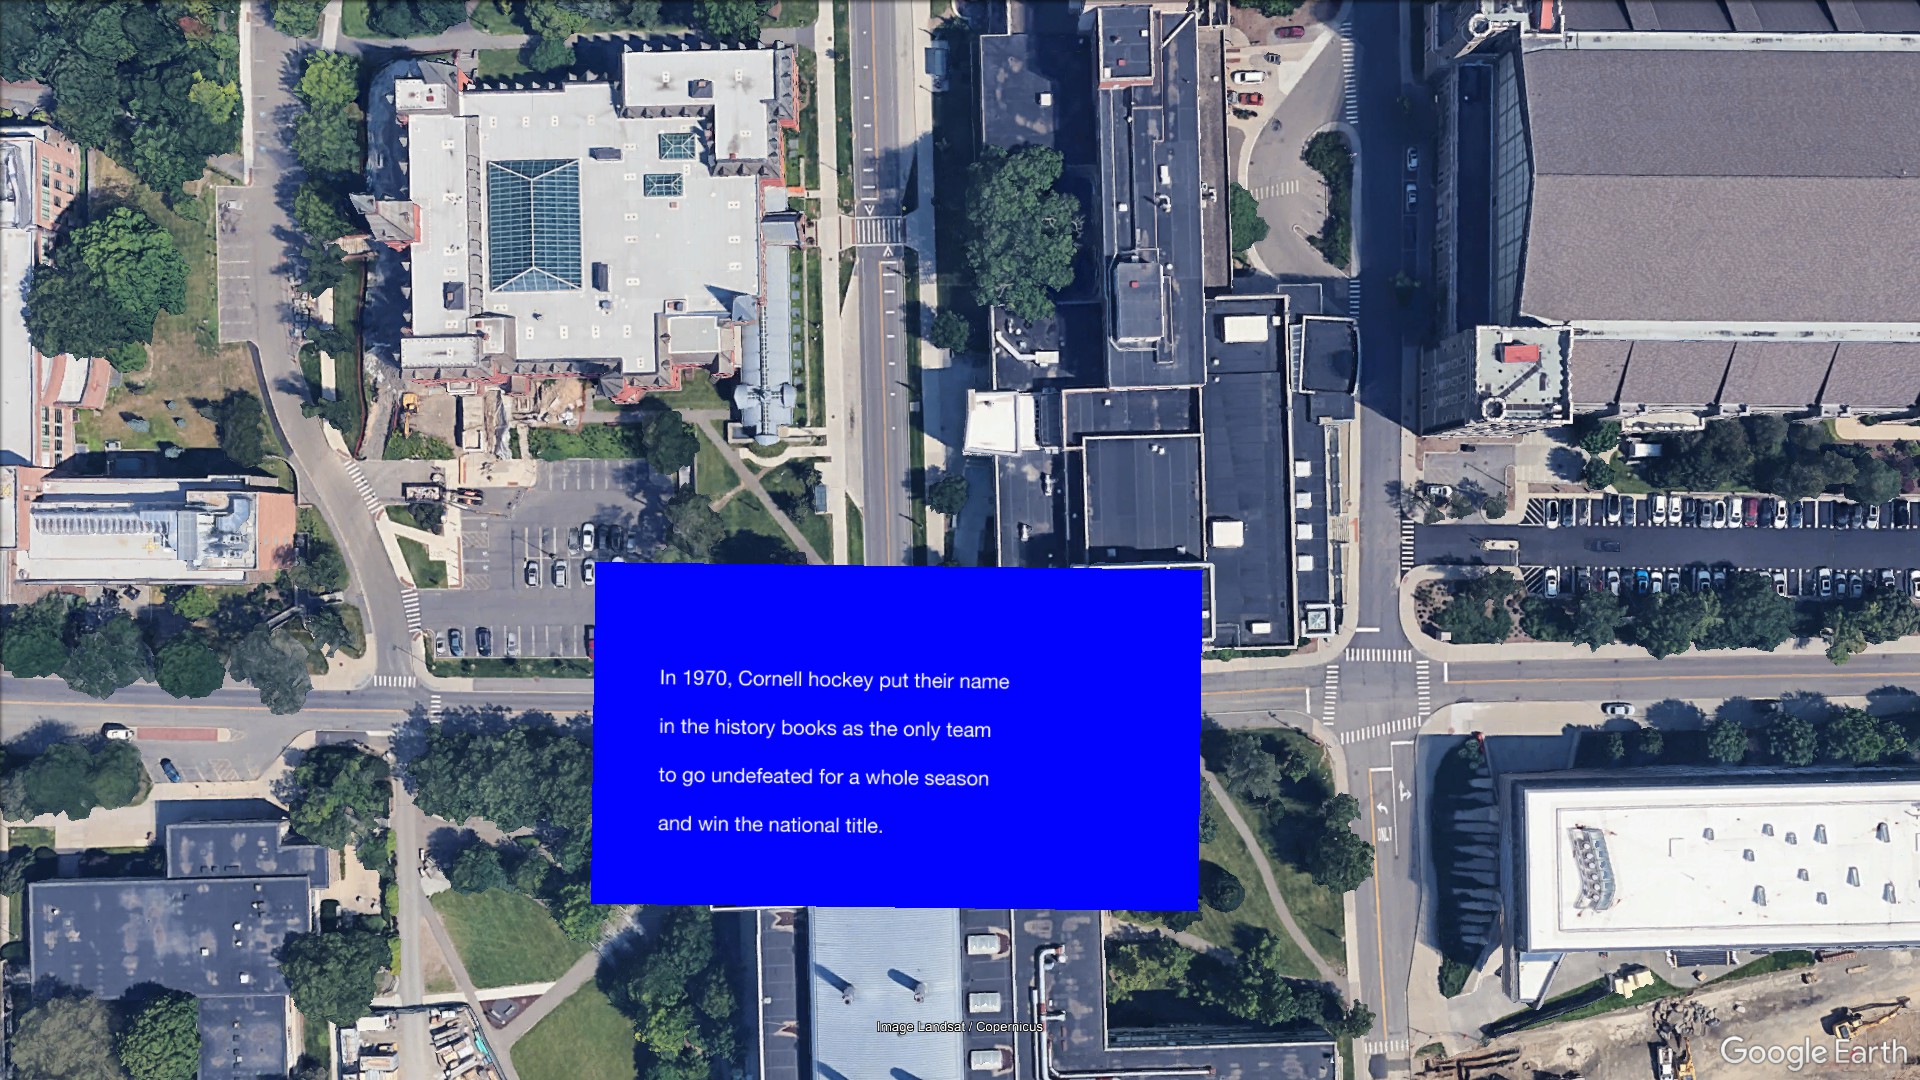 In 1970, Cornell hockey put their name
in the history books as the only team
to go undefeated for a whole season
and win the national title.
ONLY
Image Landsat / Copernicus
Google Earth